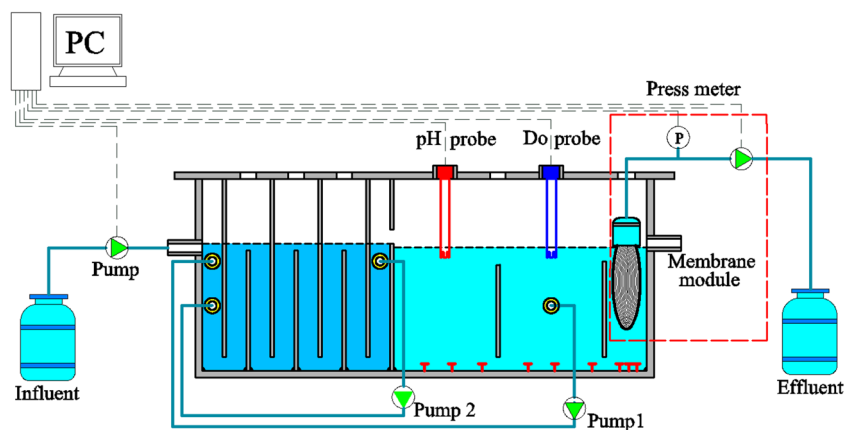 PC
Press meter
pH probe
Do probe
P
Pump
Membrane
module
Influent
Effluent
Pump 2
Pump1